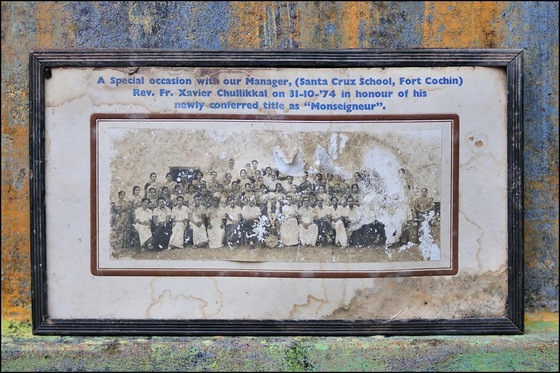 A Special occasion with our Manager, (Santa Cruz School, Fort Cochin)
Rev. Fr. Xavier Chullikkal on 31-10-'74 in honour of his
newly conferred title as "Monseigneur".